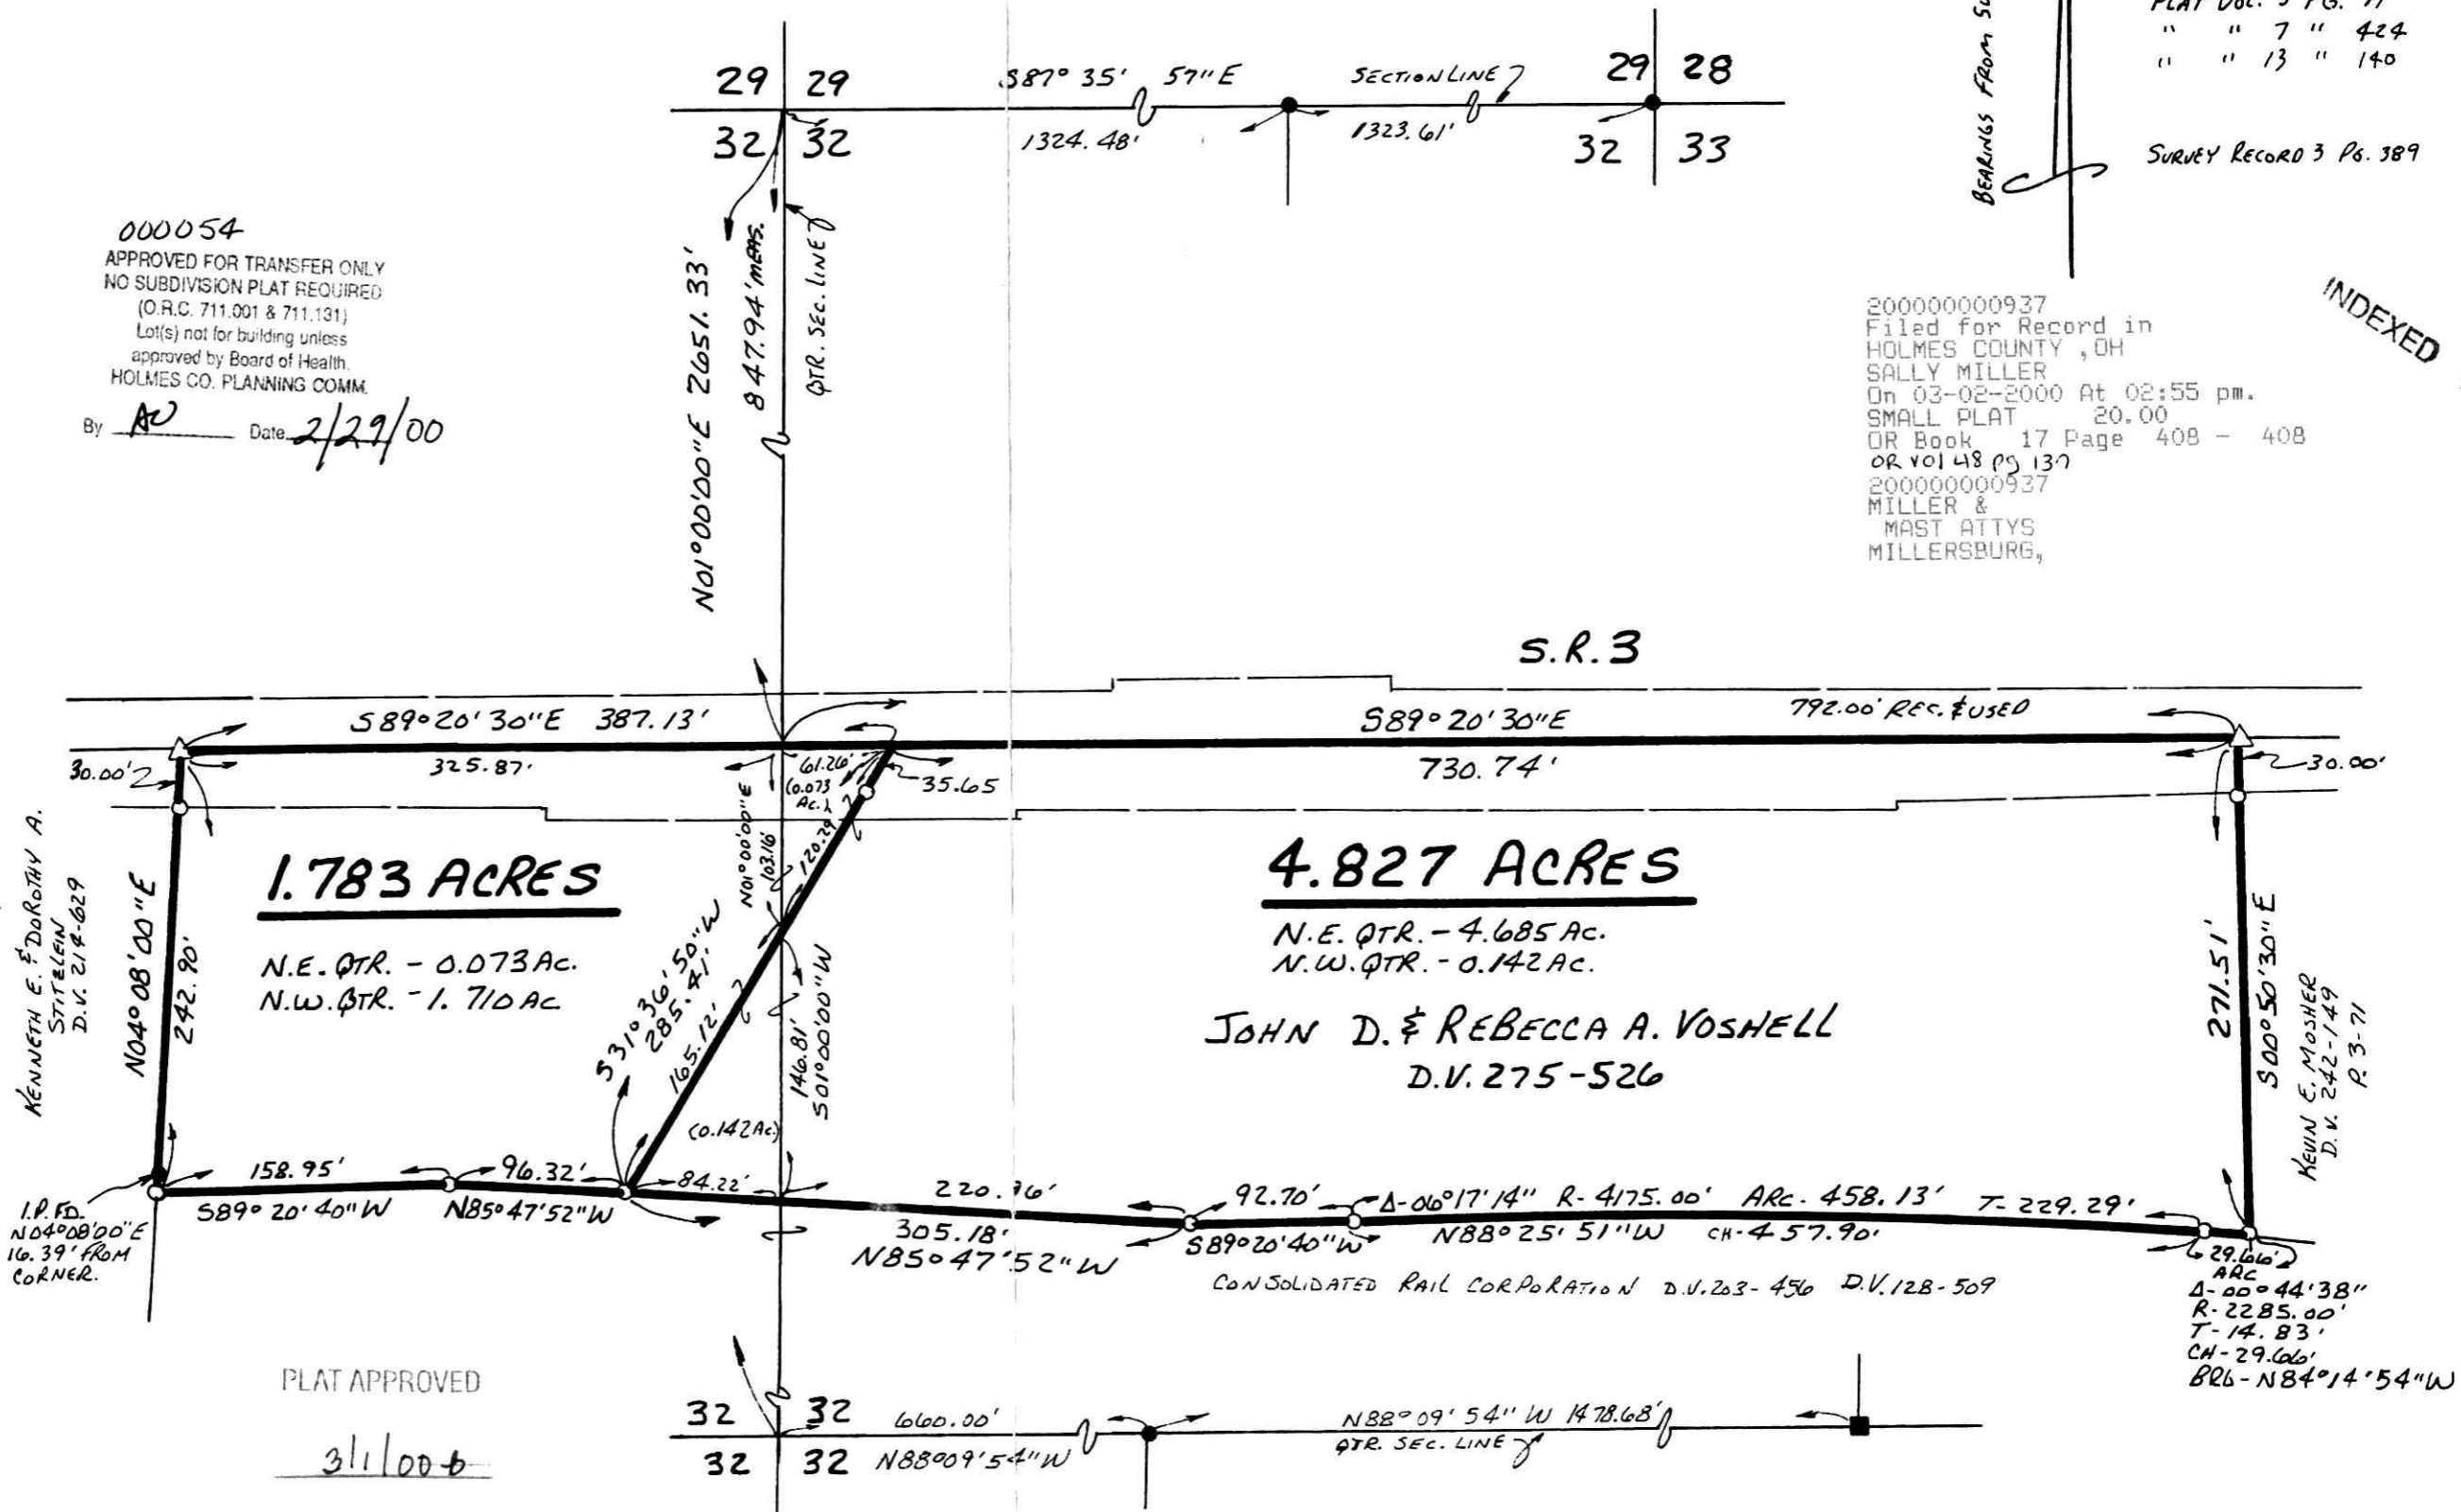 29 29
S87° 35' 57"E
SECTION LINE
29 28
32 32
1324.48'
1323.61'
32 33
" " 7 " 424
" " 13 " 140
SURVEY RECORD 3 PG. 389
BEARINGS FROM
000054
APPROVED FOR TRANSFER ONLY
NO SUBDIVISION PLAT REQUIRED
(O.R.C. 711.001 & 711.131)
Lot(s) not for building unless
approved by Board of Health.
HOLMES CO. PLANNING COMM.
By Date 2/29/00
N01°00'00"E 2651.33'
847.94' MEAS.
QTR. SEC. LINE
200000000937
Filed for Record in
HOLMES COUNTY , OH
SALLY MILLER
On 03-02-2000 At 02:55 pm.
SMALL PLAT 20.00
OR Book 17 Page 408 - 408
OR Vol 48 pg 137
200000000937
MILLER &
MAST ATTYS
MILLERSBURG,
INDEXED
S.R.3
S89°20'30"E 387.13'
S89°20'30"E
792.00' REC. & USED
30.00'
325.87'
61.26'
(0.073
Ac.)
35.65
730.74'
30.00'
KENNETH E. & DOROTHY A.
STITZLEIN
D.V. 214-629
N04°08'00"E
242.90'
1.783 ACRES
N.E. QTR. - 0.073 Ac.
N.W. QTR. - 1.710 Ac
N01°00'00"E
103.16'
120.29'
S31°36'50"W
285.41'
165.12'
146.81'
S01°00'00"W
(0.142 Ac.)
4.827 ACRES
N.E. QTR. - 4.685 Ac.
N.W. QTR. - 0.142 Ac.
JOHN D. & REBECCA A. VOSHELL
D.V. 275-526
271.51'
S00°50'30"E
KEVIN E. MOSHER
D.V. 242-149
P. 3-71
158.95'
96.32'
84.22'
220.96'
92.70'
Δ-06°17'14" R-4175.00' ARC-458.13' T-229.29'
S89°20'40"W
N85°47'52"W
305.18'
N85°47'52"W
S89°20'40"W
N88°25'51"W CH-457.90'
I.P. FD.
N04°08'00"E
16.39' FROM
CORNER.
CONSOLIDATED RAIL CORPORATION D.V. 203-456 D.V. 128-509
29.66'
ARC
Δ-00°44'38"
R-2285.00'
T-14.83'
CH-29.66'
BRG-N84°14'54"W
PLAT APPROVED
3/1/00
32 32
660.00'
N88°09'54"W 1478.68'
32 32
N88°09'54"W
QTR. SEC. LINE